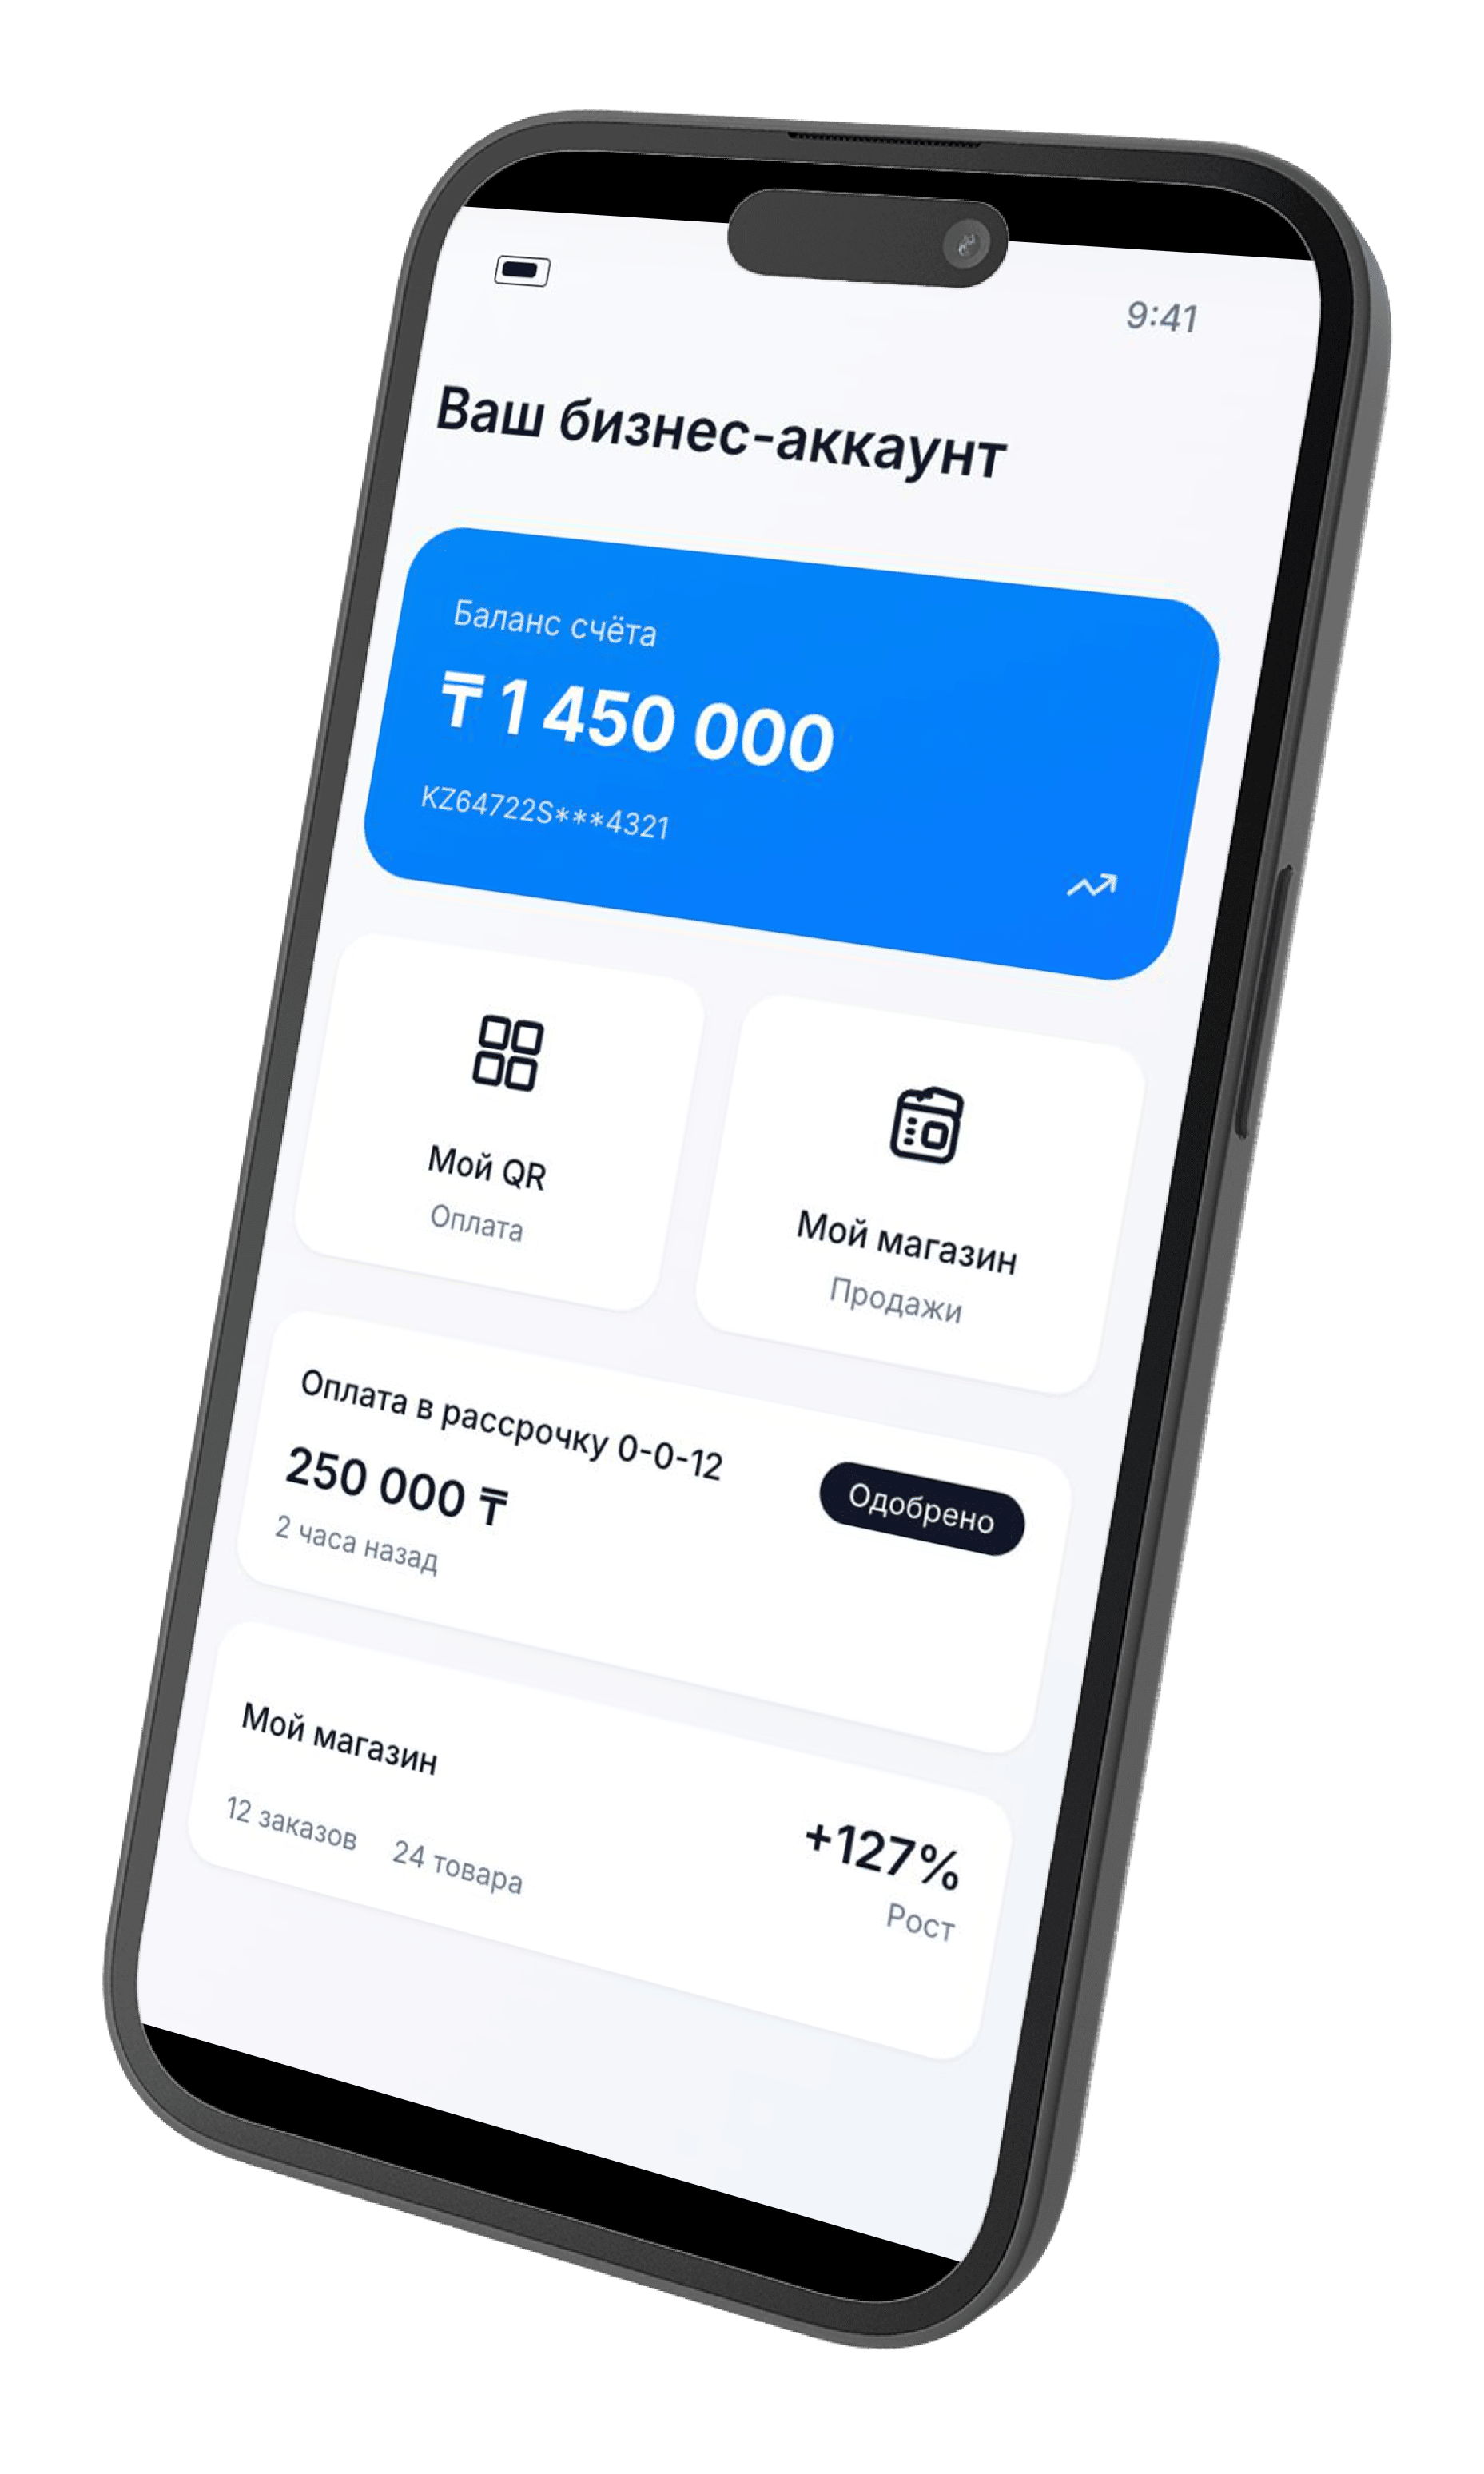 9:41
Ваш бизнес-аккаунт
Баланс счёта
₸ 1 450 000
KZ64722S***4321
Мой QR
Оплата
Мой магазин
Продажи
Оплата в рассрочку 0-0-12
250 000 ₸
Одобрено
2 часа назад
Мой магазин
12 заказов 24 товара
+127%
Рост